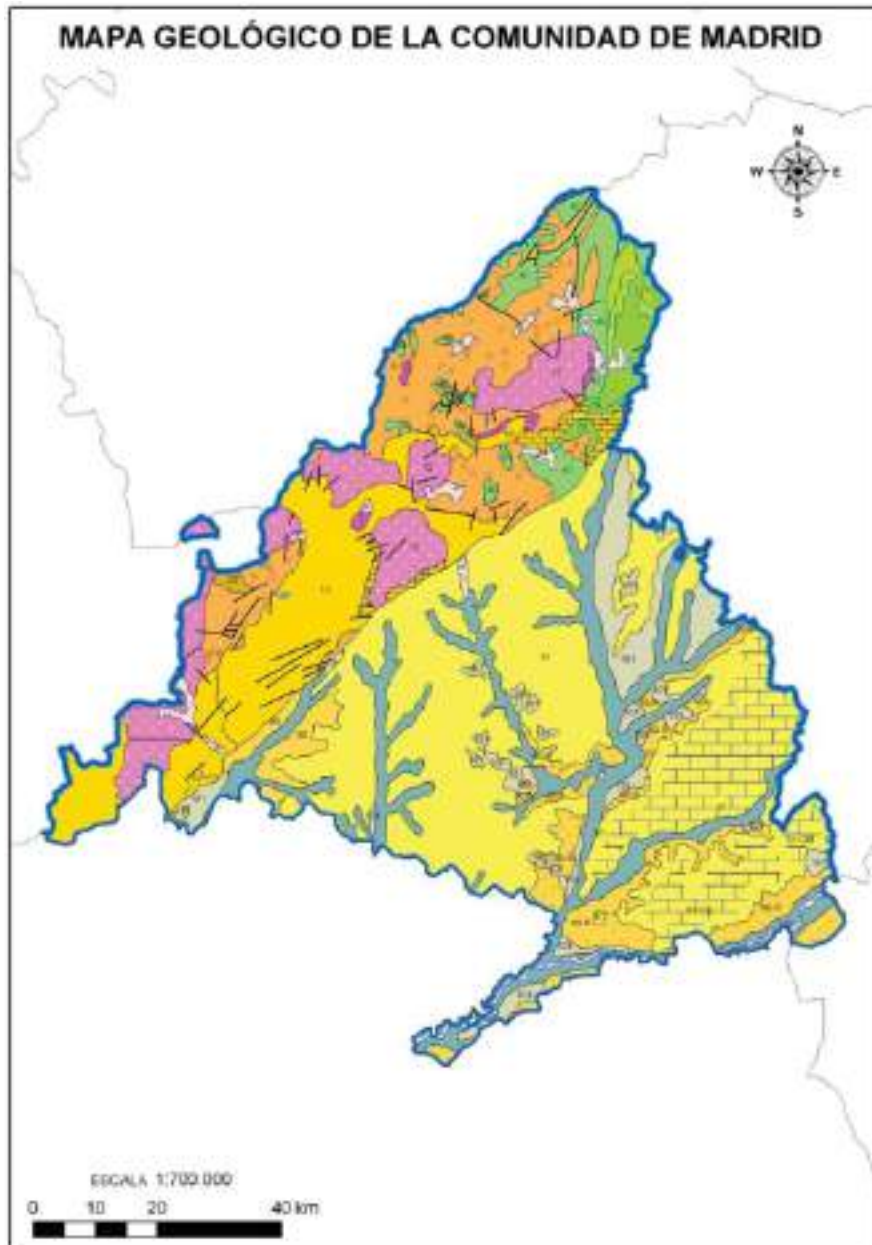 MAPA GEOLÓGICO DE LA COMUNIDAD DE MADRID
N
W E
S
ESCALA 1:700.000
0 10 20 40 km